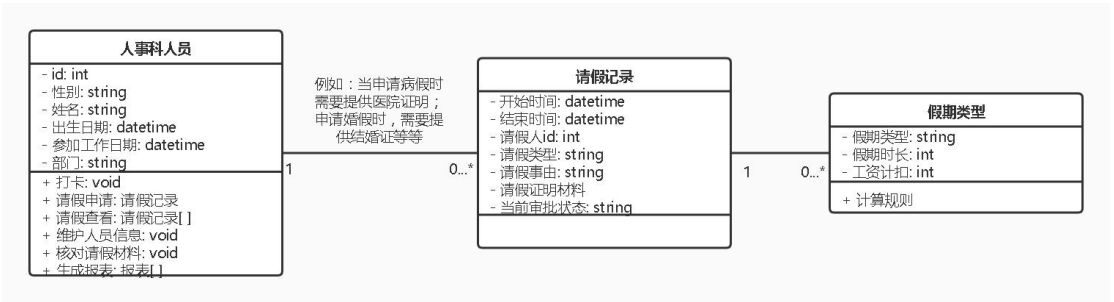 人事科人员
- id: int
- 性别: string
- 姓名: string
- 出生日期: datetime
- 参加工作日期: datetime
- 部门: string
+ 打卡: void
+ 请假申请: 请假记录
+ 请假查看: 请假记录[ ]
+ 维护人员信息: void
+ 核对请假材料: void
+ 生成报表: 报表[ ]
例如：当申请病假时
需要提供医院证明；
申请婚假时，需要提
供结婚证等等
1
0...*
请假记录
- 开始时间: datetime
- 结束时间: datetime
- 请假人id: int
- 请假类型: string
- 请假事由: string
- 请假证明材料
- 当前审批状态: string
1
0...*
假期类型
- 假期类型: string
- 假期时长: int
- 工资计扣: int
+ 计算规则